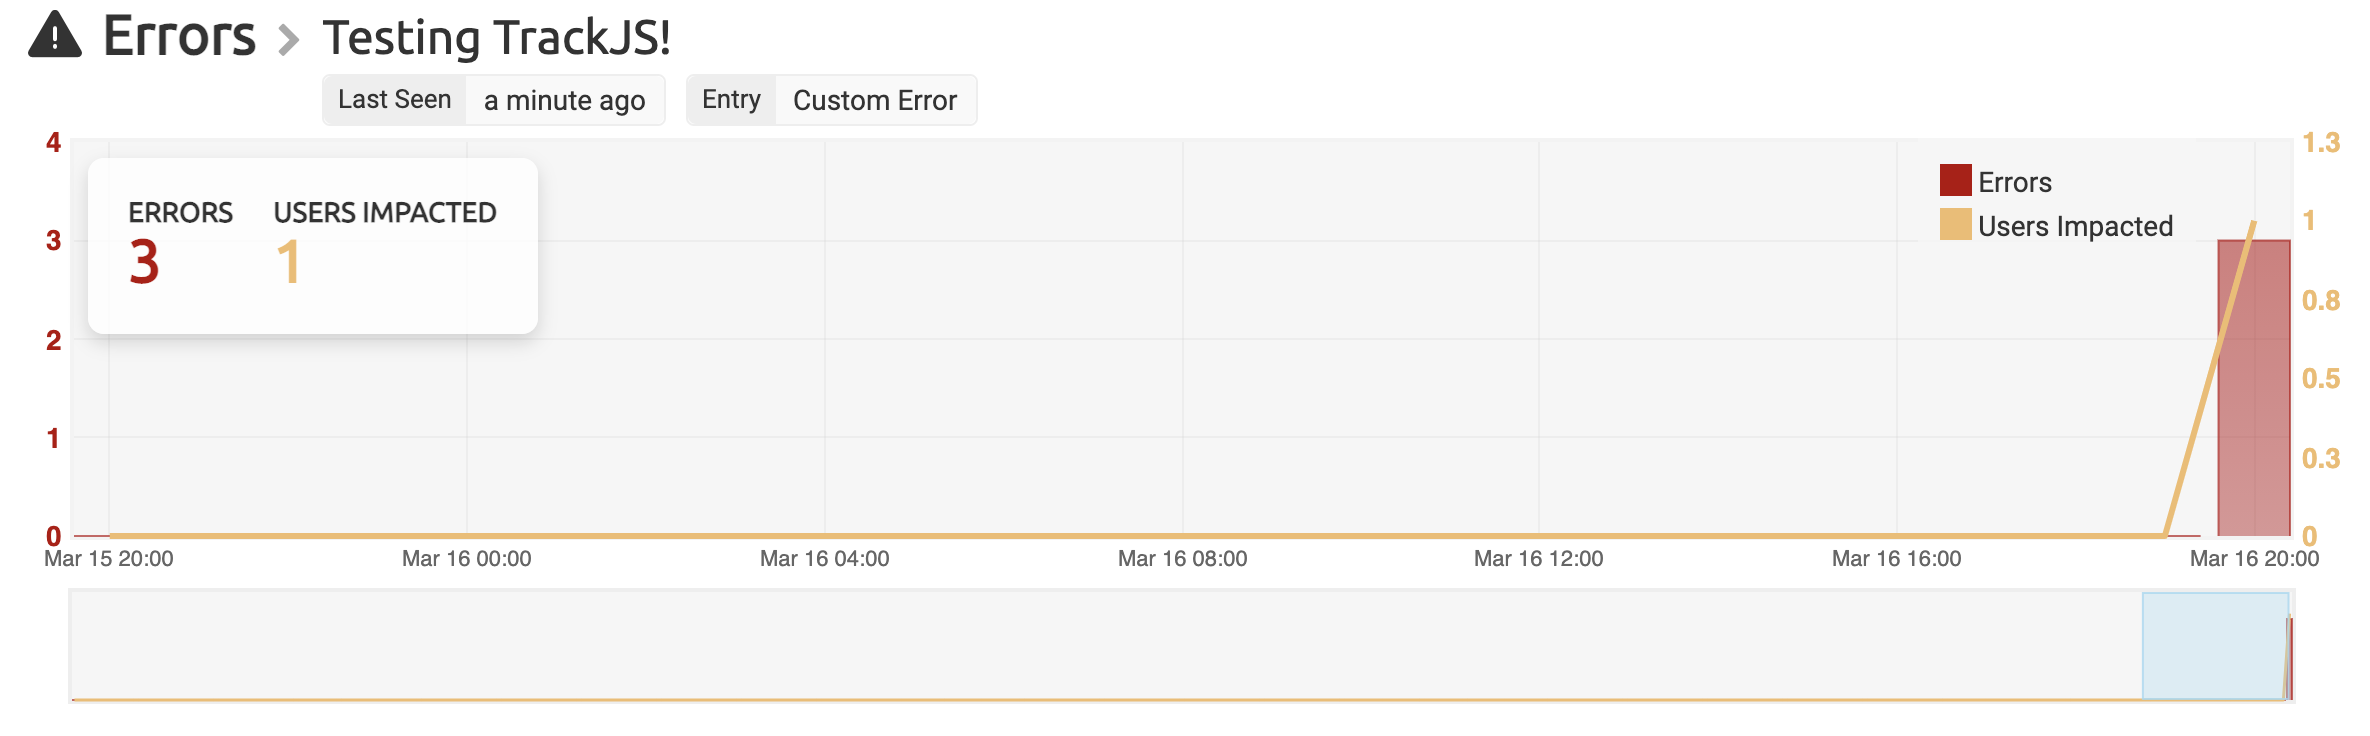 Errors > Testing TrackJS!
Last Seen a minute ago Entry Custom Error
ERRORS USERS IMPACTED
3 1
Errors
Users Impacted
4
3
2
1
0
1.3
1
0.8
0.5
0.3
0
Mar 15 20:00 Mar 16 00:00 Mar 16 04:00 Mar 16 08:00 Mar 16 12:00 Mar 16 16:00 Mar 16 20:00